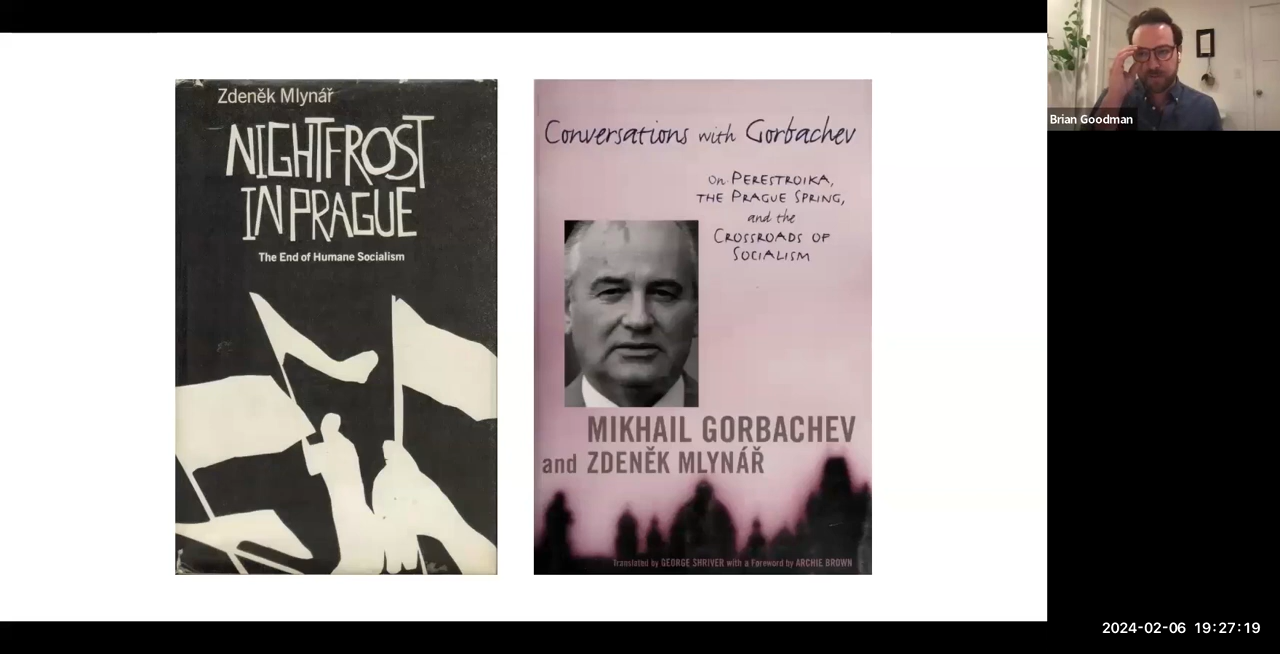 Zdeněk Mlynář
NIGHTFROST
IN PRAGUE
The End of Humane Socialism
Conversations with Gorbachev
On PERESTROIKA,
THE PRAGUE SPRING,
and the
CROSSROADS OF
SOCIALISM
MIKHAIL GORBACHEV
and ZDENĚK MLYNÁŘ
Translated by GEORGE SHRIVER with a Foreword by ARCHIE BROWN
Brian Goodman
2024-02-06 19:27:19